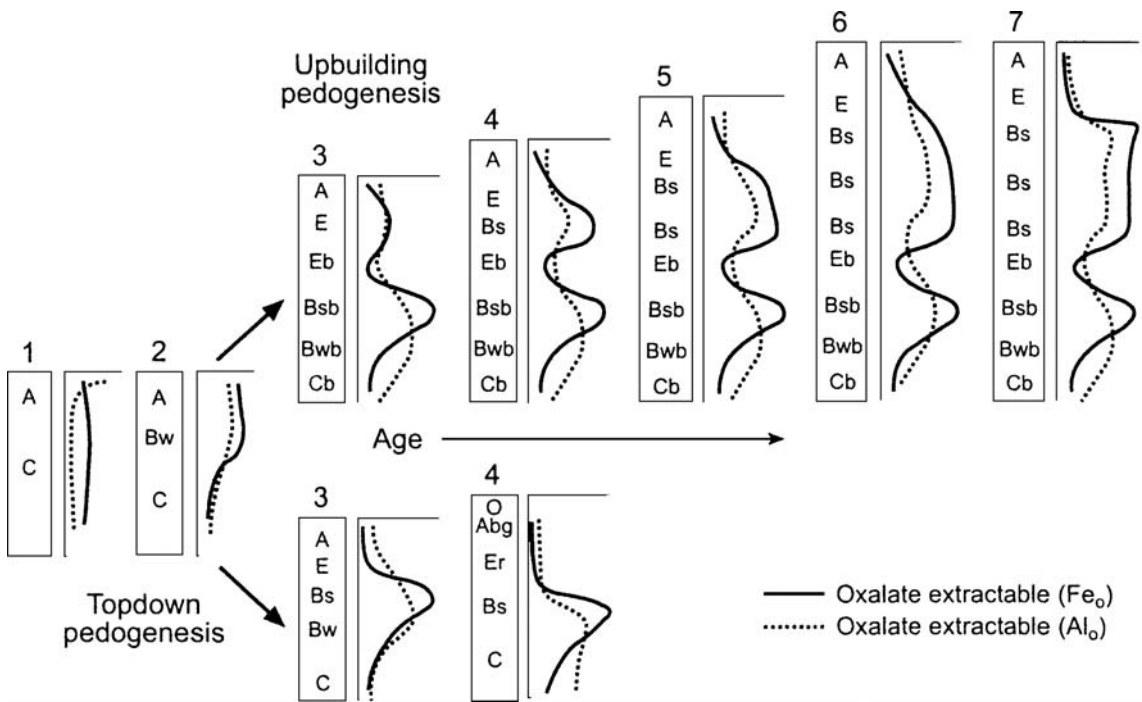 Upbuilding
pedogenesis
1
A
C
2
A
Bw
C
3
A
E
Eb
Bsb
Bwb
Cb
4
A
E
Bs
Eb
Bsb
Bwb
Cb
5
A
E
Bs
Eb
Bsb
Bwb
Cb
6
A
E
Bs
Bs
Bs
Eb
Bsb
Bwb
Cb
7
A
E
Bs
Bs
Bs
Eb
Bsb
Bwb
Cb
Age
Topdown
pedogenesis
3
A
E
Bs
Bw
C
4
O
Abg
Er
Bs
C
Oxalate extractable (Feₒ)
Oxalate extractable (Alₒ)